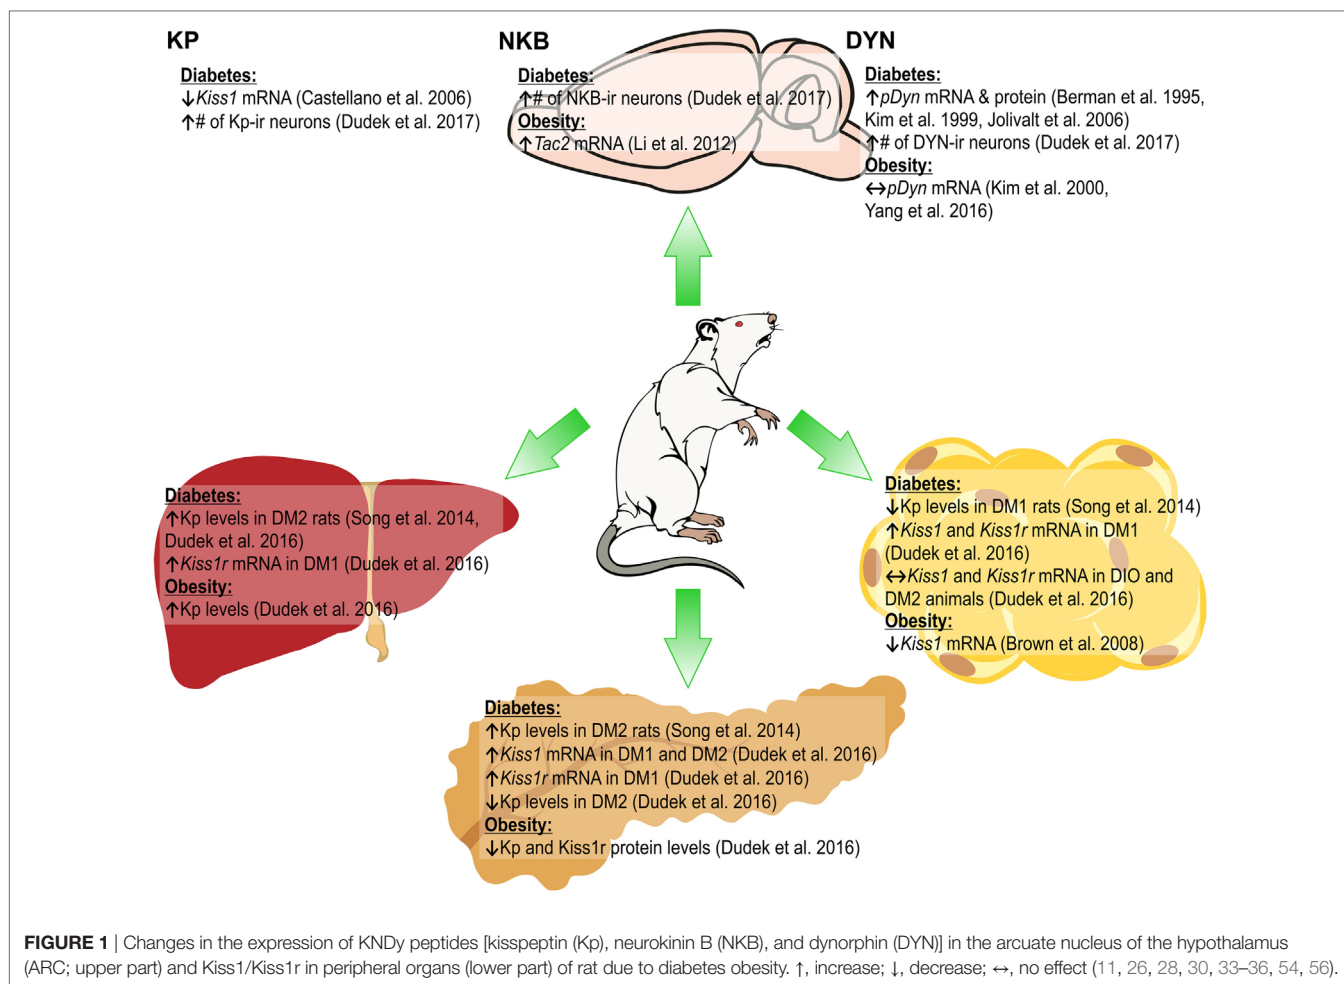 KP
Diabetes:
↓Kiss1 mRNA (Castellano et al. 2006)
↑# of Kp-ir neurons (Dudek et al. 2017)
NKB
Diabetes:
↑# of NKB-ir neurons (Dudek et al. 2017)
Obesity:
↑Tac2 mRNA (Li et al. 2012)
DYN
Diabetes:
↑pDyn mRNA & protein (Berman et al. 1995,
Kim et al. 1999, Jolivalt et al. 2006)
↑# of DYN-ir neurons (Dudek et al. 2017)
Obesity:
↔pDyn mRNA (Kim et al. 2000,
Yang et al. 2016)
Diabetes:
↑Kp levels in DM2 rats (Song et al. 2014,
Dudek et al. 2016)
↑Kiss1r mRNA in DM1 (Dudek et al. 2016)
Obesity:
↑Kp levels (Dudek et al. 2016)
Diabetes:
↓Kp levels in DM1 rats (Song et al. 2014)
↑Kiss1 and Kiss1r mRNA in DM1
(Dudek et al. 2016)
↔Kiss1 and Kiss1r mRNA in DIO and
DM2 animals (Dudek et al. 2016)
Obesity:
↓Kiss1 mRNA (Brown et al. 2008)
Diabetes:
↑Kp levels in DM2 rats (Song et al. 2014)
↑Kiss1 mRNA in DM1 and DM2 (Dudek et al. 2016)
↑Kiss1r mRNA in DM1 (Dudek et al. 2016)
↓Kp levels in DM2 (Dudek et al. 2016)
Obesity:
↓Kp and Kiss1r protein levels (Dudek et al. 2016)
FIGURE 1 | Changes in the expression of KNDy peptides [kisspeptin (Kp), neurokinin B (NKB), and dynorphin (DYN)] in the arcuate nucleus of the hypothalamus
(ARC; upper part) and Kiss1/Kiss1r in peripheral organs (lower part) of rat due to diabetes obesity. ↑, increase; ↓, decrease; ↔, no effect (11, 26, 28, 30, 33–36, 54, 56).